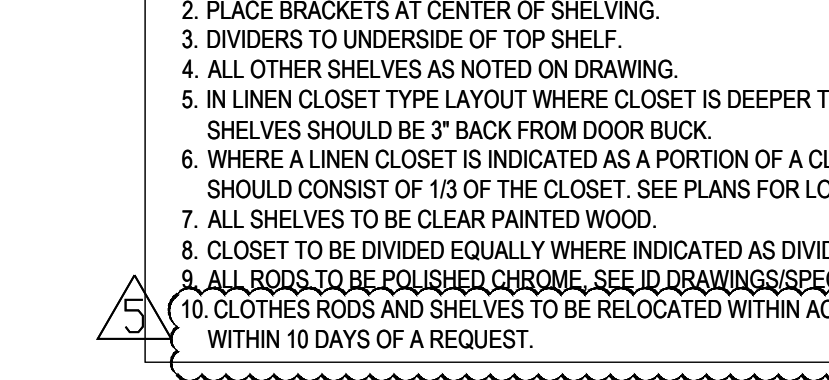 2. PLACE BRACKETS AT CENTER OF SHELVING.
3. DIVIDERS TO UNDERSIDE OF TOP SHELF.
4. ALL OTHER SHELVES AS NOTED ON DRAWING.
5. IN LINEN CLOSET TYPE LAYOUT WHERE CLOSET IS DEEPER T
SHELVES SHOULD BE 3" BACK FROM DOOR BUCK.
6. WHERE A LINEN CLOSET IS INDICATED AS A PORTION OF A CL
SHOULD CONSIST OF 1/3 OF THE CLOSET. SEE PLANS FOR LO
7. ALL SHELVES TO BE CLEAR PAINTED WOOD.
8. CLOSET TO BE DIVIDED EQUALLY WHERE INDICATED AS DIVID
9. ALL RODS TO BE POLISHED CHROME, SEE ID DRAWINGS/SPEC
5
10. CLOTHES RODS AND SHELVES TO BE RELOCATED WITHIN AC
WITHIN 10 DAYS OF A REQUEST.